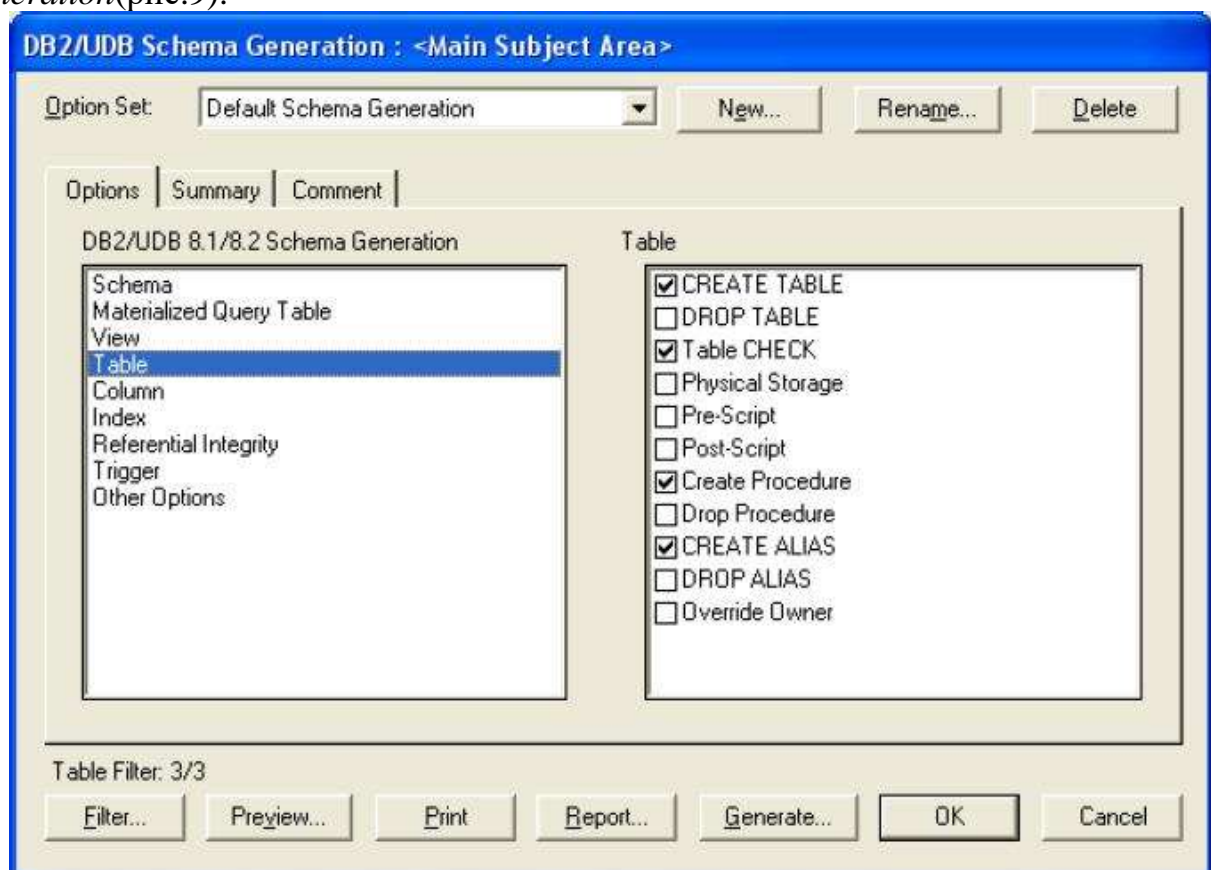 neration(рис.9).
DB2/UDB Schema Generation : <Main Subject Area>
Option Set: Default Schema Generation New... Rename... Delete
Options Summary Comment
DB2/UDB 8.1/8.2 Schema Generation
Schema
Materialized Query Table
View
Table
Column
Index
Referential Integrity
Trigger
Other Options
Table
CREATE TABLE
DROP TABLE
Table CHECK
Physical Storage
Pre-Script
Post-Script
Create Procedure
Drop Procedure
CREATE ALIAS
DROP ALIAS
Override Owner
Table Filter: 3/3
Filter... Preview... Print Report... Generate... OK Cancel